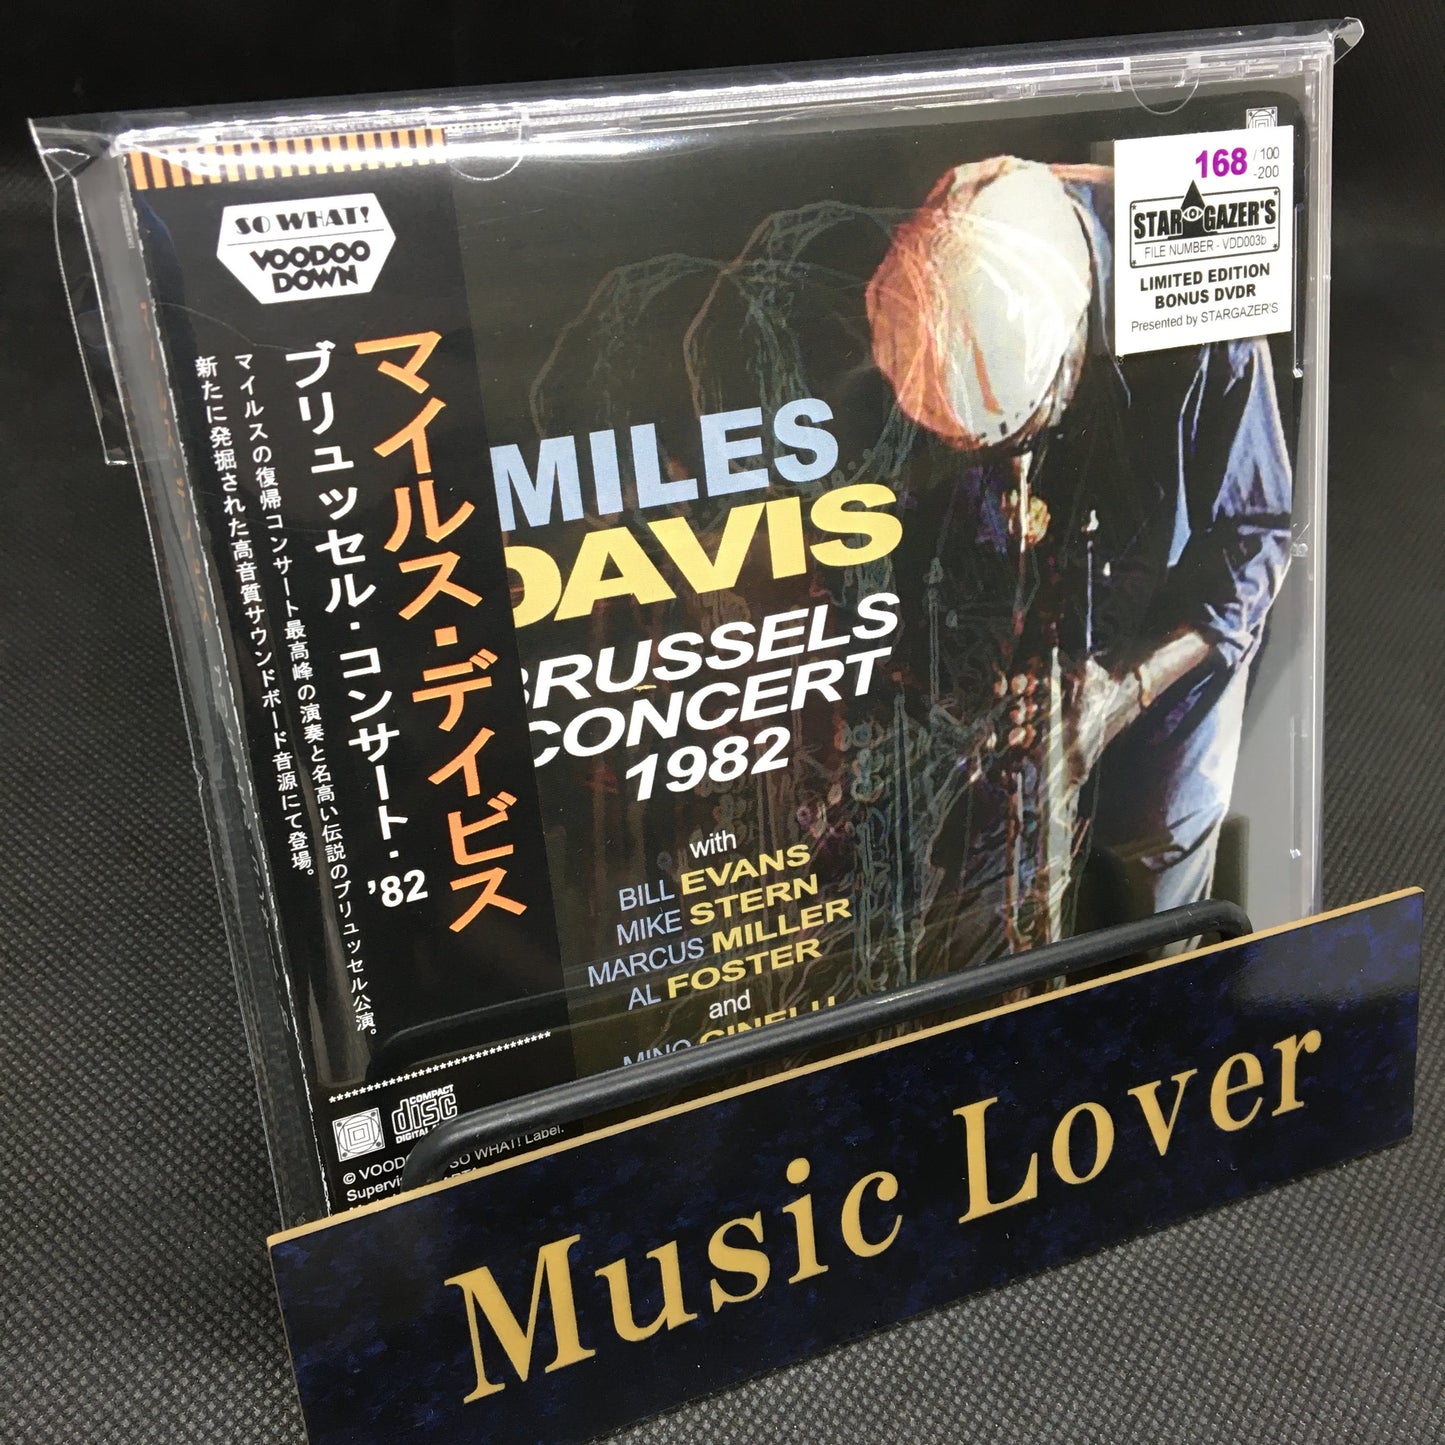 SO WHAT!
VOODOO
DOWN
マイルス・デイビス
ブリュッセル・コンサート・'82
マイルスの復帰コンサート最高峰の演奏と名高い伝説のブリュッセル公演。
新たに発掘された高音質サウンドボード音源にて登場。
COMPACT
disc
SO WHAT! Label,
168 /100
-200
STARGAZER'S
FILE NUMBER - VDD003b
LIMITED EDITION
BONUS DVDR
Presented by STARGAZER'S
MILES
DAVIS
BRUSSELS
CONCERT
1982
with
BILL EVANS
MIKE STERN
MARCUS MILLER
AL FOSTER
and
MINO CINELU
Music Lover